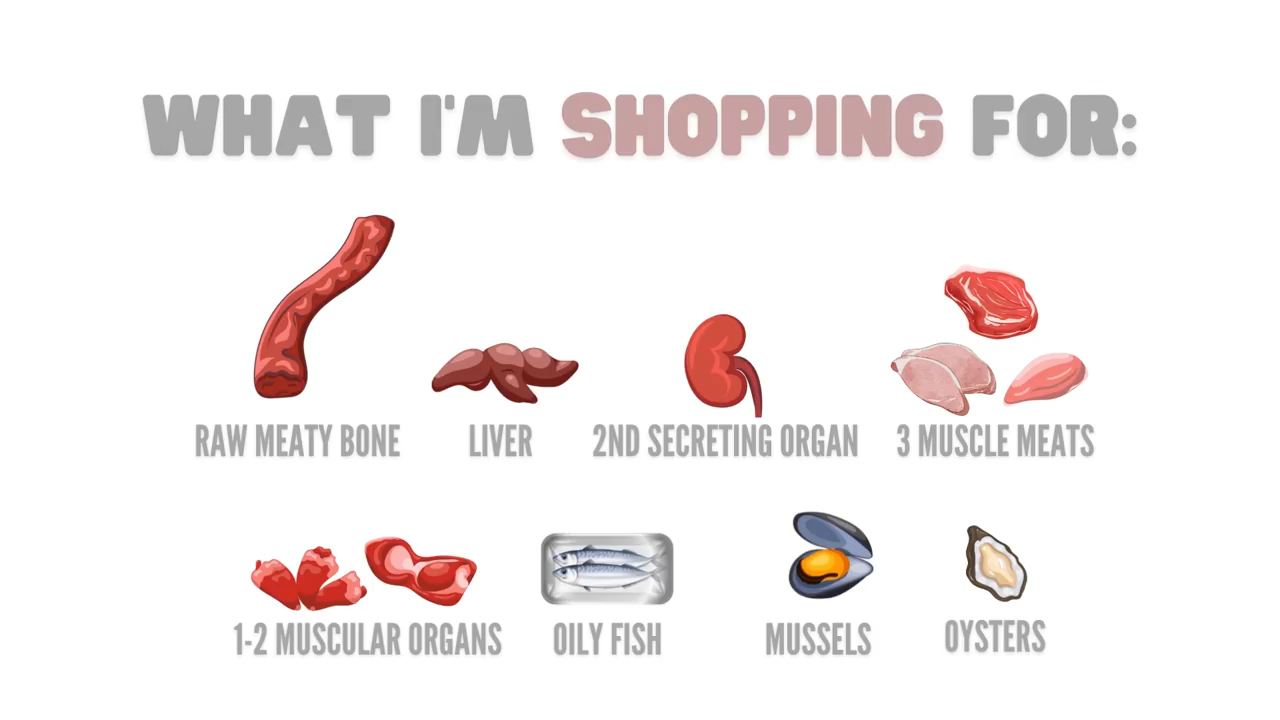 WHAT I'M SHOPPING FOR:
RAW MEATY BONE
LIVER
2ND SECRETING ORGAN
3 MUSCLE MEATS
1-2 MUSCULAR ORGANS
OILY FISH
MUSSELS
OYSTERS